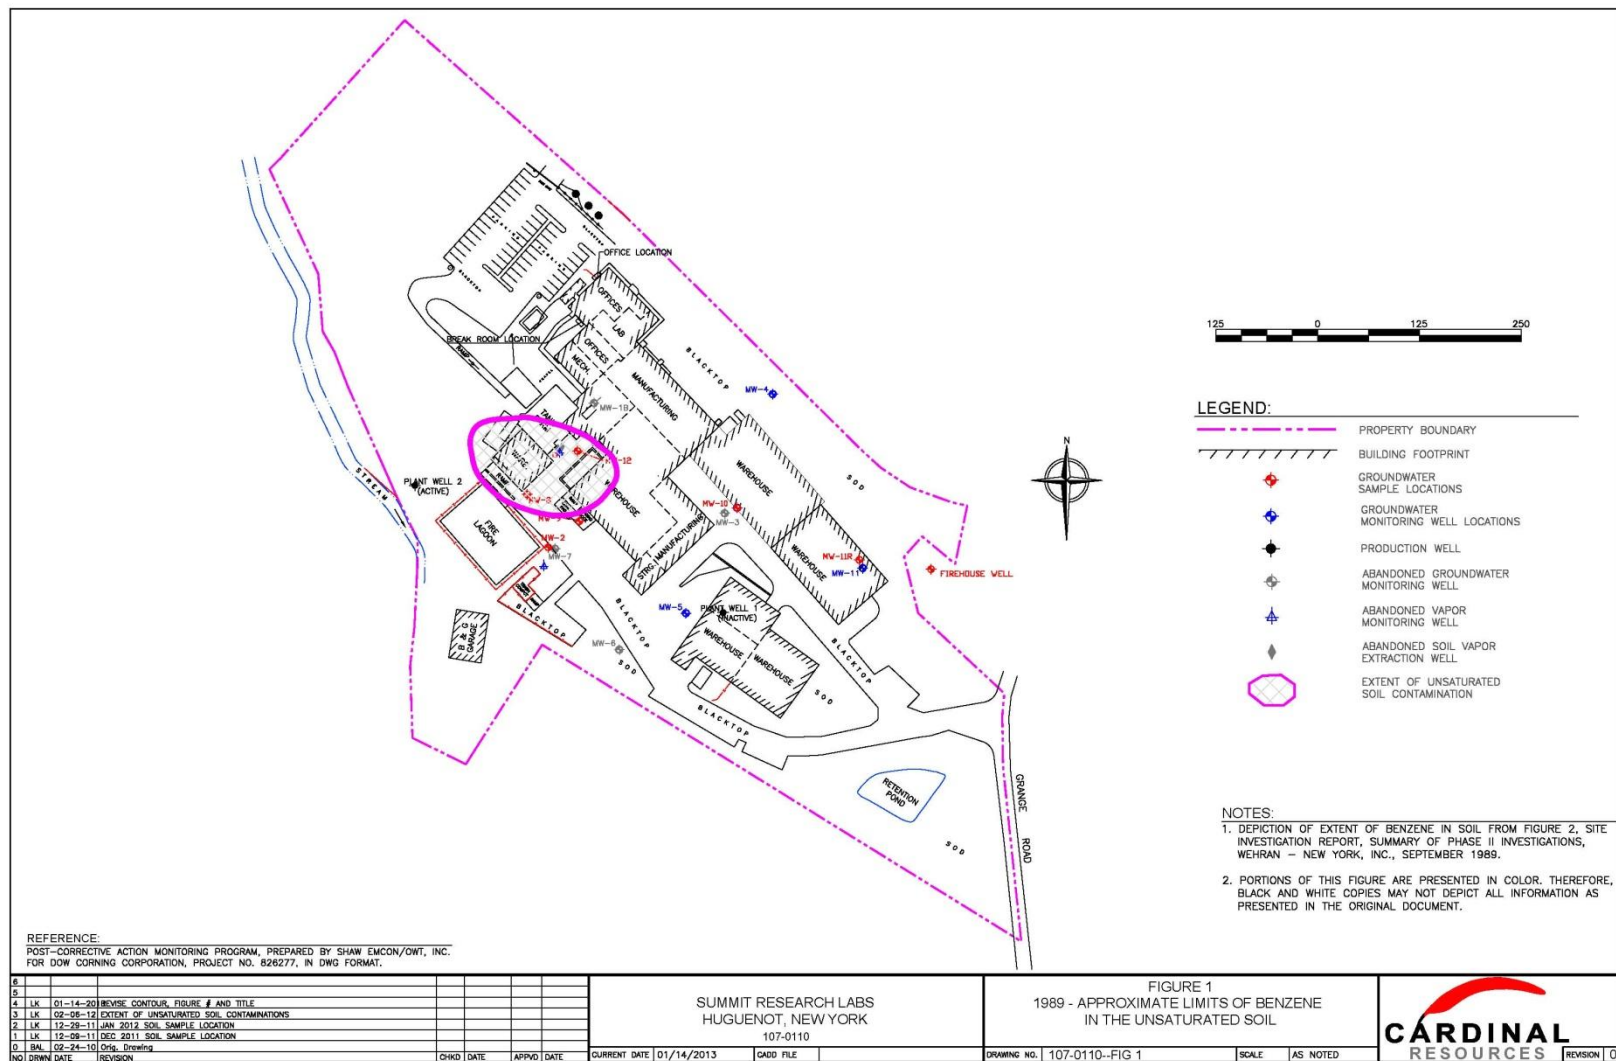 OFFICE LOCATION
OFFICES
LAB
OFFICES
MECH.
BREAK ROOM LOCATION
RAMP
BLACKTOP
MANUFACTURING
MW-4
MW-1B
WAREHOUSE
SOD
STREAM
PLANT WELL 2
(ACTIVE)
FIRE
LAGOON
WAREHOUSE
MW-10
MW-3
MW-2
MW-7
STRG.
MANUFACTURING
WAREHOUSE
MW-11R
MW-11
FIREHOUSE WELL
BLACKTOP
B & G
GARAGE
BLACKTOP
MW-5
PLANT WELL 1
(INACTIVE)
MW-6
SOD
WAREHOUSE
WAREHOUSE
BLACKTOP
SOD
BLACKTOP
RETENTION
POND
SOD
GRANGE ROAD
125 0 125 250
N
LEGEND:
PROPERTY BOUNDARY
BUILDING FOOTPRINT
GROUNDWATER
SAMPLE LOCATIONS
GROUNDWATER
MONITORING WELL LOCATIONS
PRODUCTION WELL
ABANDONED GROUNDWATER
MONITORING WELL
ABANDONED VAPOR
MONITORING WELL
ABANDONED SOIL VAPOR
EXTRACTION WELL
EXTENT OF UNSATURATED
SOIL CONTAMINATION
NOTES:
1. DEPICTION OF EXTENT OF BENZENE IN SOIL FROM FIGURE 2, SITE
INVESTIGATION REPORT, SUMMARY OF PHASE II INVESTIGATIONS,
WEHRAN - NEW YORK, INC., SEPTEMBER 1989.
2. PORTIONS OF THIS FIGURE ARE PRESENTED IN COLOR. THEREFORE,
BLACK AND WHITE COPIES MAY NOT DEPICT ALL INFORMATION AS
PRESENTED IN THE ORIGINAL DOCUMENT.
REFERENCE:
POST-CORRECTIVE ACTION MONITORING PROGRAM, PREPARED BY SHAW EMCON/OWT, INC.
FOR DOW CORNING CORPORATION, PROJECT NO. 826277, IN DWG FORMAT.
6
5
4 LK 01-14-201 REVISE CONTOUR, FIGURE # AND TITLE
3 LK 02-06-12 EXTENT OF UNSATURATED SOIL CONTAMINATIONS
2 LK 12-29-11 JAN 2012 SOIL SAMPLE LOCATION
1 LK 12-09-11 DEC 2011 SOIL SAMPLE LOCATION
0 BAL 02-24-10 Orig. Drawing
NO DRWN DATE REVISION CHKD DATE APPVD DATE
SUMMIT RESEARCH LABS
HUGUENOT, NEW YORK
107-0110
CURRENT DATE 01/14/2013 CADD FILE
FIGURE 1
1989 - APPROXIMATE LIMITS OF BENZENE
IN THE UNSATURATED SOIL
DRAWING NO. 107-0110--FIG 1 SCALE AS NOTED
CARDINAL
RESOURCES
REVISION 0